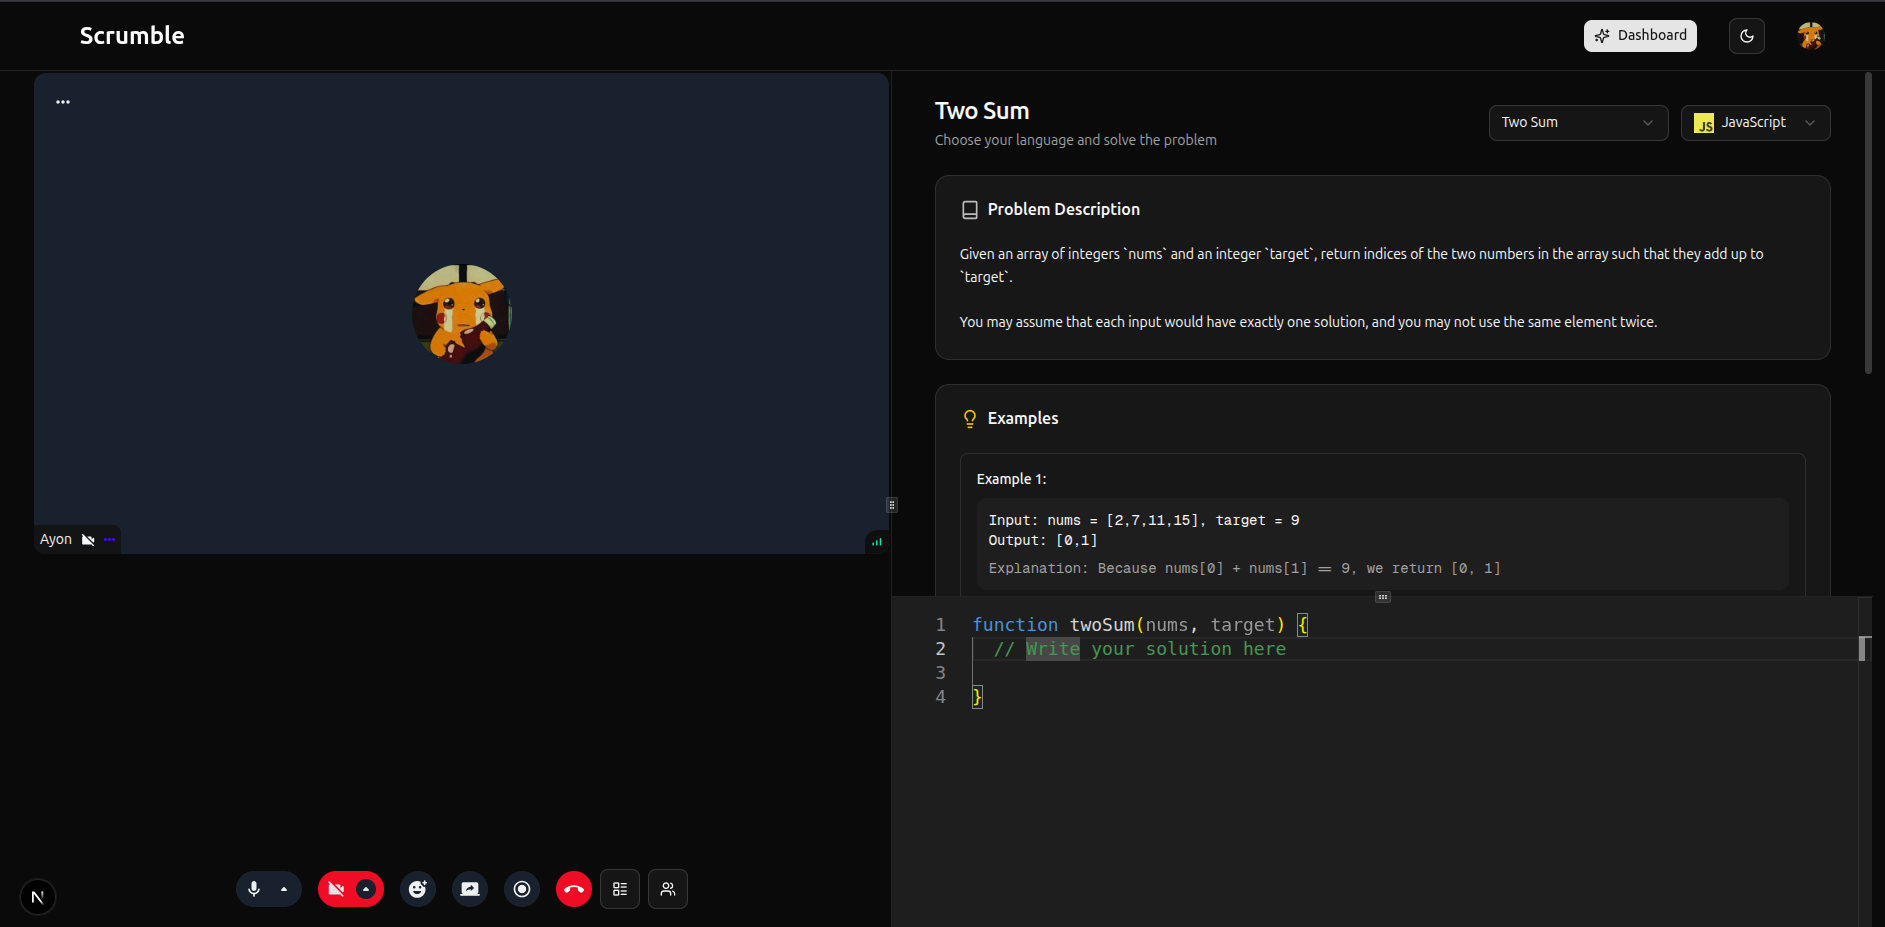 Scrumble
Dashboard
Ayon
Two Sum
Choose your language and solve the problem
Two Sum
JS JavaScript
Problem Description
Given an array of integers `nums` and an integer `target`, return indices of the two numbers in the array such that they add up to
`target`.
You may assume that each input would have exactly one solution, and you may not use the same element twice.
Examples
Example 1:
Input: nums = [2,7,11,15], target = 9
Output: [0,1]
Explanation: Because nums[0] + nums[1] == 9, we return [0, 1]
1 function twoSum(nums, target) {
2 // Write your solution here
3
4 }
N